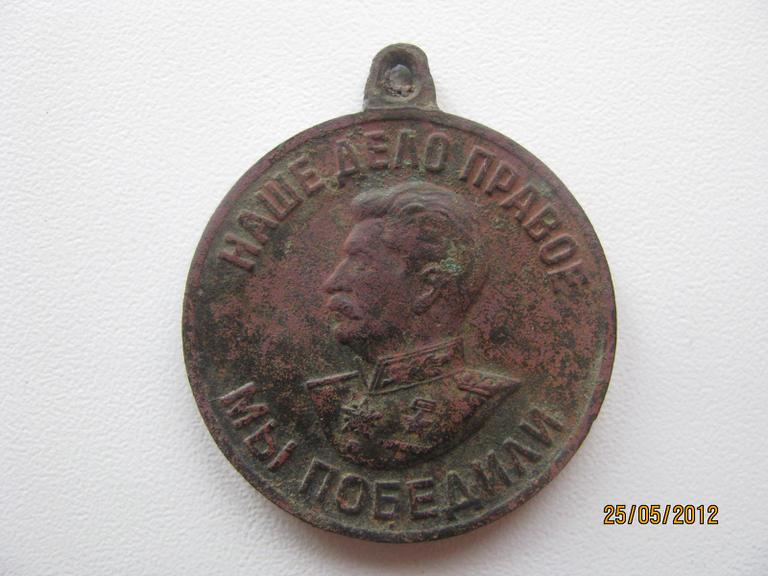 НАШЕ ДЕЛО ПРАВОЕ
МЫ ПОБЕДИЛИ
25/05/2012